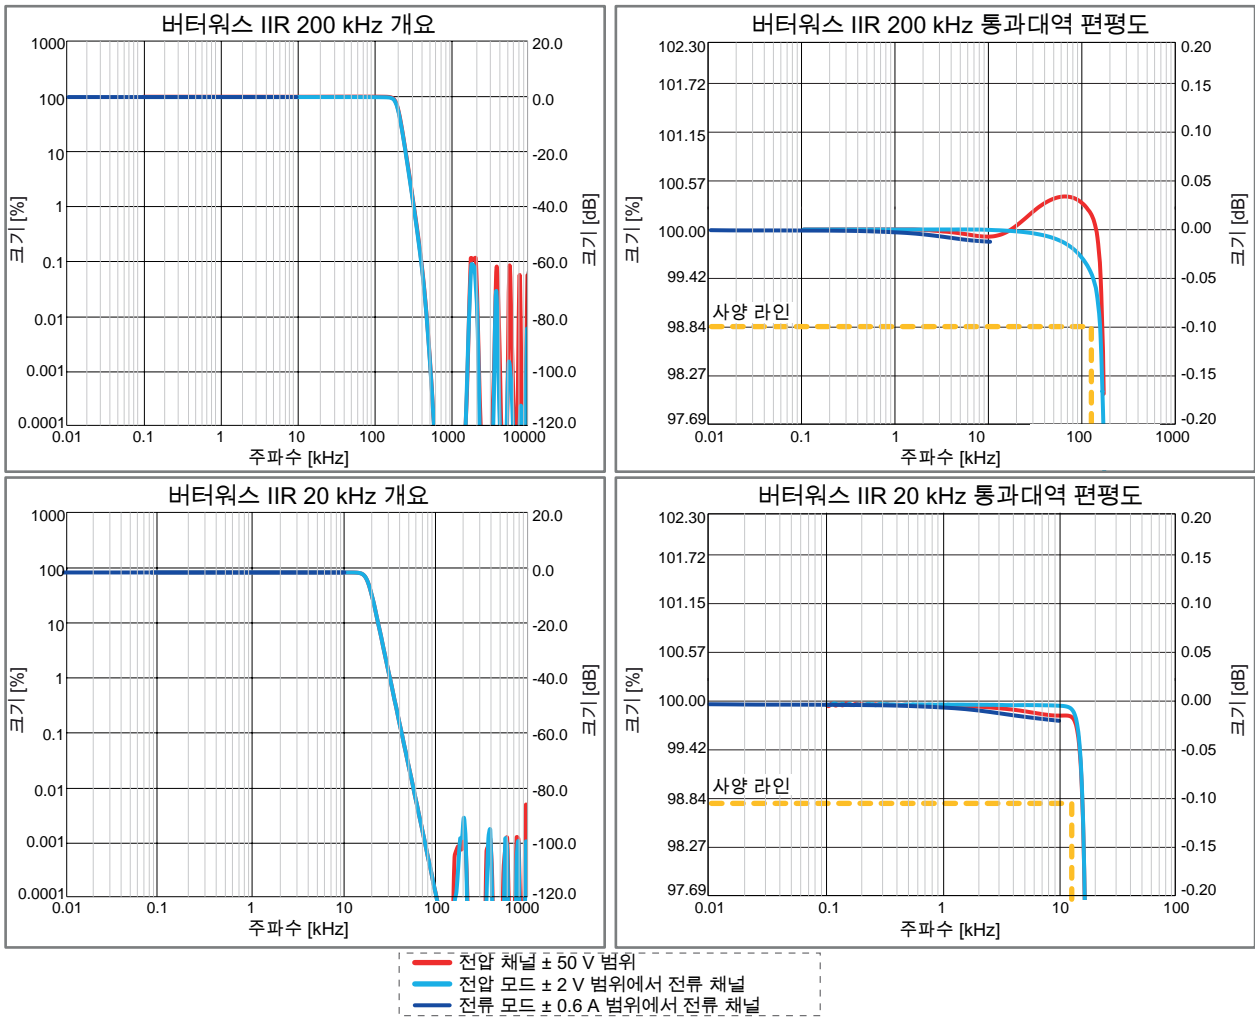 버터워스 IIR 200 kHz 개요
1000
100
10
1
0.1
0.01
0.001
0.0001
크기 [%]
20.0
0.0
-20.0
-40.0
-60.0
-80.0
-100.0
-120.0
크기 [dB]
0.01 0.1 1 10 100 1000 10000
주파수 [kHz]
버터워스 IIR 200 kHz 통과대역 편평도
102.30
101.72
101.15
100.57
100.00
99.42
98.84
98.27
97.69
크기 [%]
사양 라인
0.20
0.15
0.10
0.05
0.00
-0.05
-0.10
-0.15
-0.20
크기 [dB]
0.01 0.1 1 10 100 1000
주파수 [kHz]
버터워스 IIR 20 kHz 개요
1000
100
10
1
0.1
0.01
0.001
0.0001
크기 [%]
20.0
0.0
-20.0
-40.0
-60.0
-80.0
-100.0
-120.0
크기 [dB]
0.01 0.1 1 10 100 1000
주파수 [kHz]
버터워스 IIR 20 kHz 통과대역 편평도
102.30
101.72
101.15
100.57
100.00
99.42
98.84
98.27
97.69
크기 [%]
사양 라인
0.20
0.15
0.10
0.05
0.00
-0.05
-0.10
-0.15
-0.20
크기 [dB]
0.01 0.1 1 10 100
주파수 [kHz]
전압 채널 ± 50 V 범위
전압 모드 ± 2 V 범위에서 전류 채널
전류 모드 ± 0.6 A 범위에서 전류 채널